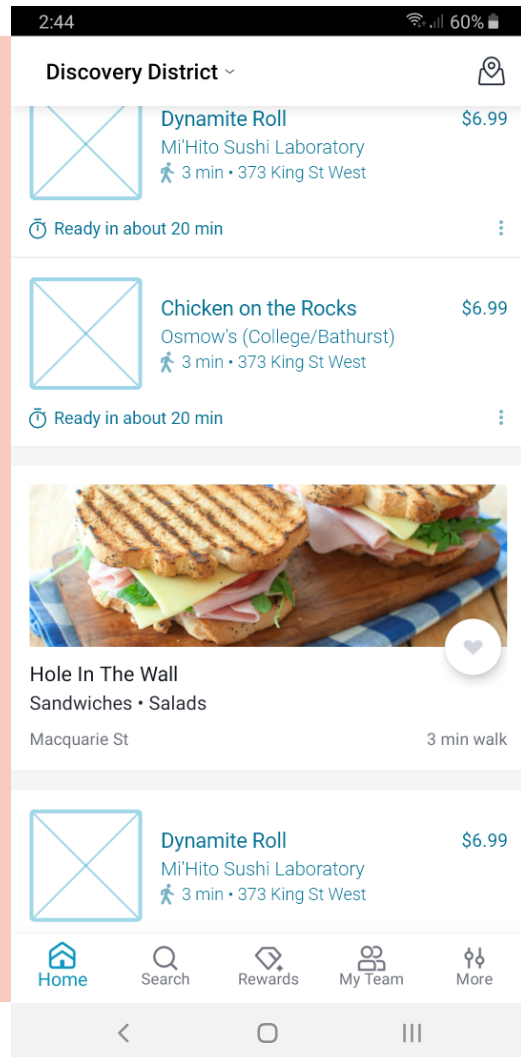 2:44 60%
Discovery District
Dynamite Roll $6.99
Mi'Hito Sushi Laboratory
3 min • 373 King St West
Ready in about 20 min
Chicken on the Rocks $6.99
Osmow's (College/Bathurst)
3 min • 373 King St West
Ready in about 20 min
Hole In The Wall
Sandwiches • Salads
Macquarie St 3 min walk
Dynamite Roll $6.99
Mi'Hito Sushi Laboratory
3 min • 373 King St West
Home Search Rewards My Team More